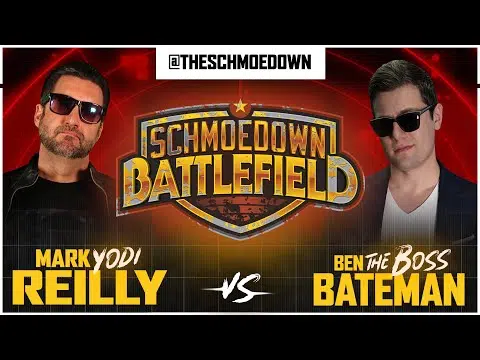 @THESCHMOEDOWN
SCHMOEDOWN
BATTLEFIELD
MARK YODI
REILLY
VS
BEN THE BOSS
BATEMAN